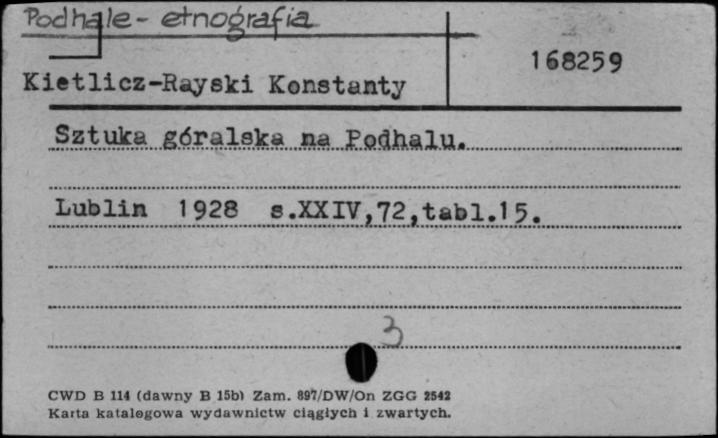 Podhale - etnografia
168259
Kietlicz-Rayski Konstanty
Sztuka góralska na Podhalu.
Lublin 1928 s.XXIV,72,tabl.15.
3
CWD B 114 (dawny B 15b) Zam. 897/DW/On ZGG 2542
Karta katalogowa wydawnictw ciągłych i zwartych.